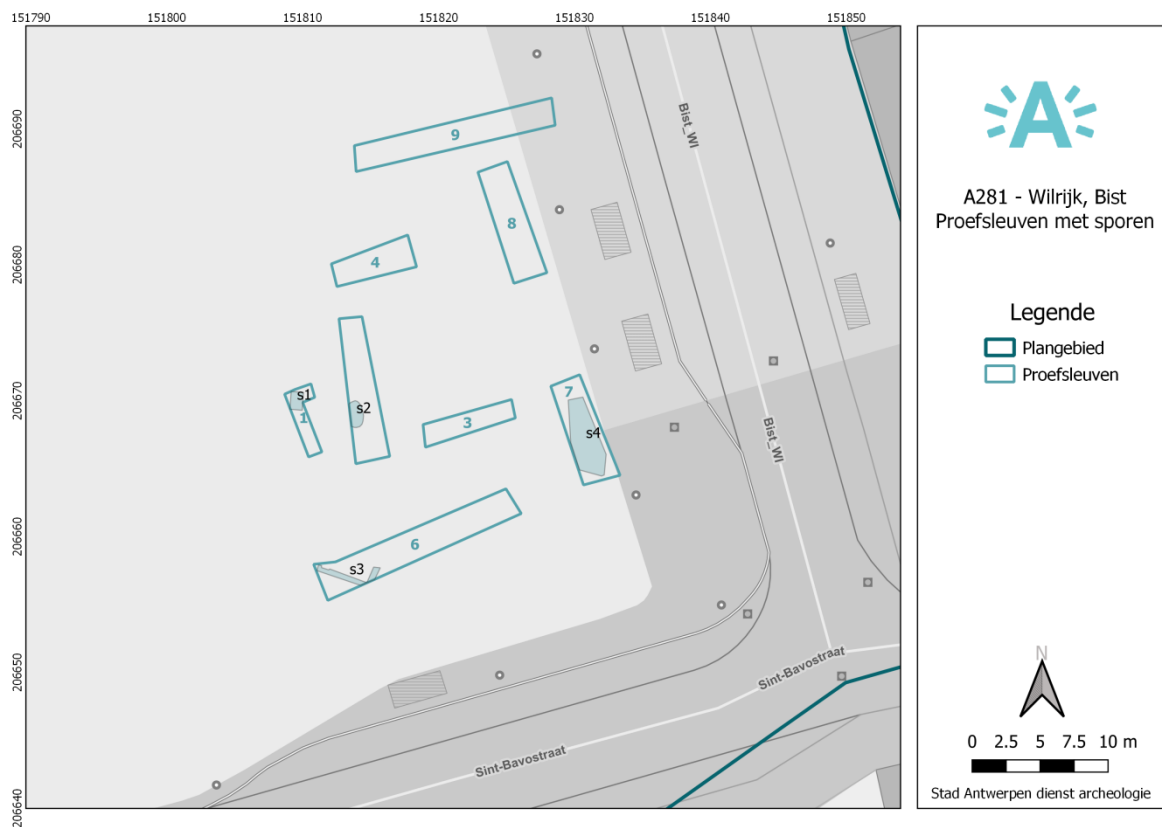 151790 151800 151810 151820 151830 151840 151850
206690
206680
206670
206660
206650
206640
9
8
4
s1
1
s2
3
7
s4
6
s3
Bist_WI
Bist_WI
Sint-Bavostraat
Sint-Bavostraat
A
A281 - Wilrijk, Bist
Proefsleuven met sporen
Legende
Plangebied
Proefsleuven
N
0 2.5 5 7.5 10 m
Stad Antwerpen dienst archeologie